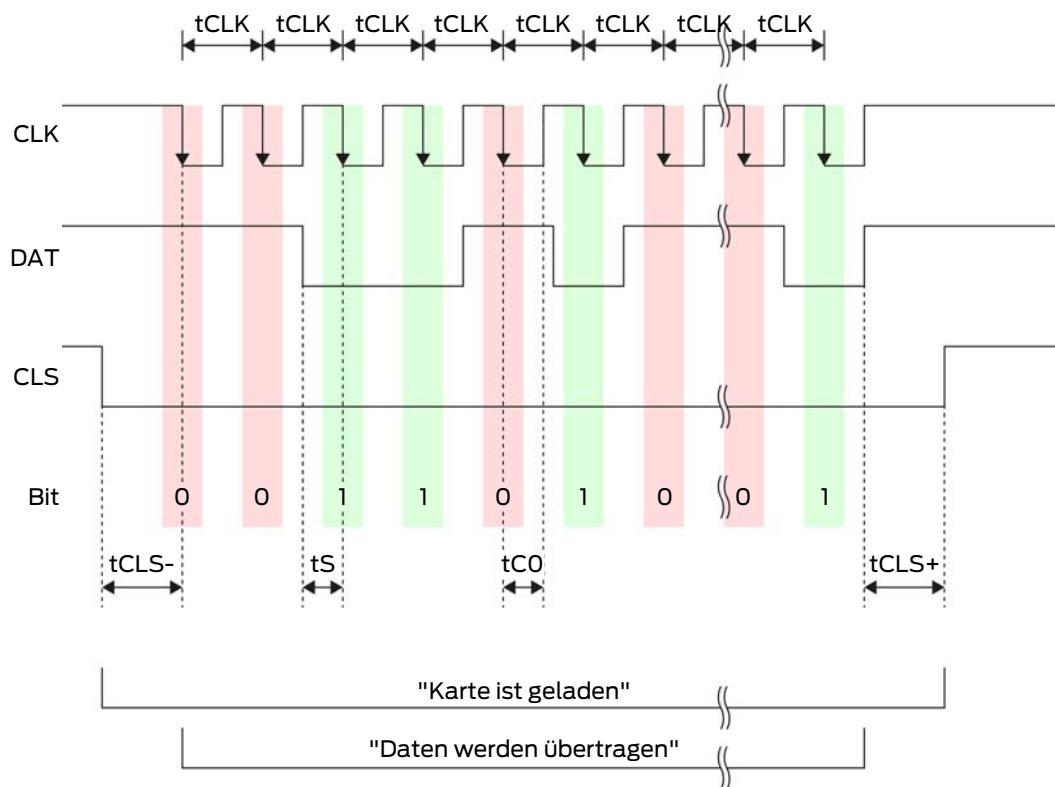 tCLK tCLK tCLK tCLK tCLK tCLK tCLK tCLK
CLK
DAT
CLS
Bit 0 0 1 1 0 1 0 0 1
tCLS- tS tC0 tCLS+
"Karte ist geladen"
"Daten werden übertragen"